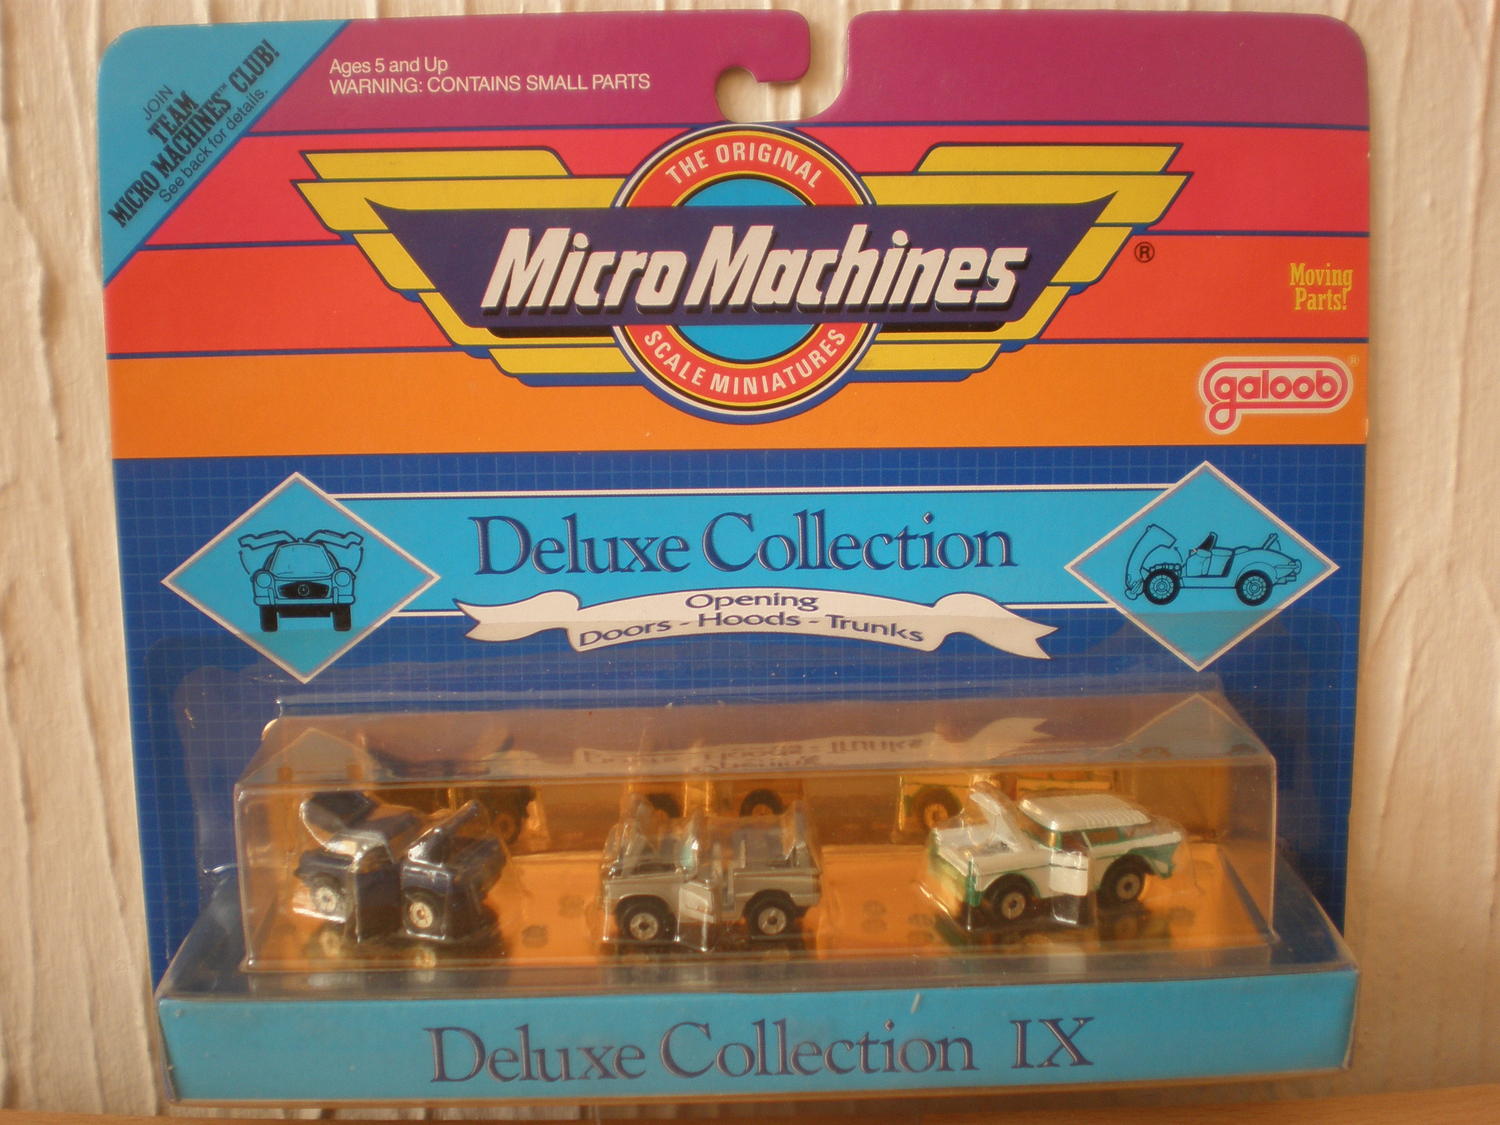 JOIN
TEAM
MICRO MACHINES™ CLUB!
See back for details.
Ages 5 and Up
WARNING: CONTAINS SMALL PARTS
THE ORIGINAL
Micro Machines
®
SCALE MINIATURES
Moving
Parts!
galoob®
Deluxe Collection
Opening
Doors - Hoods - Trunks
Deluxe Collection IX